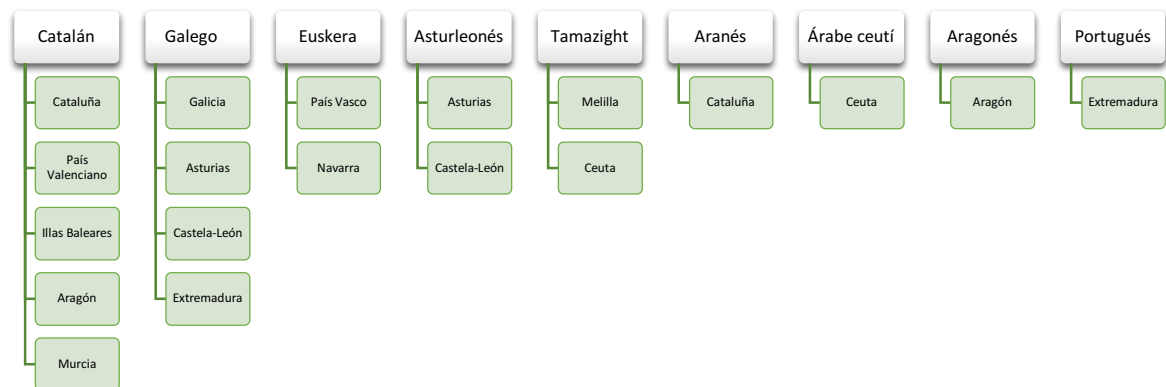 Catalán
Cataluña
País
Valenciano
Illas Baleares
Aragón
Murcia
Galego
Galicia
Asturias
Castela-León
Extremadura
Euskera
País Vasco
Navarra
Asturleonés
Asturias
Castela-León
Tamazight
Melilla
Ceuta
Aranés
Cataluña
Árabe ceutí
Ceuta
Aragonés
Aragón
Portugués
Extremadura